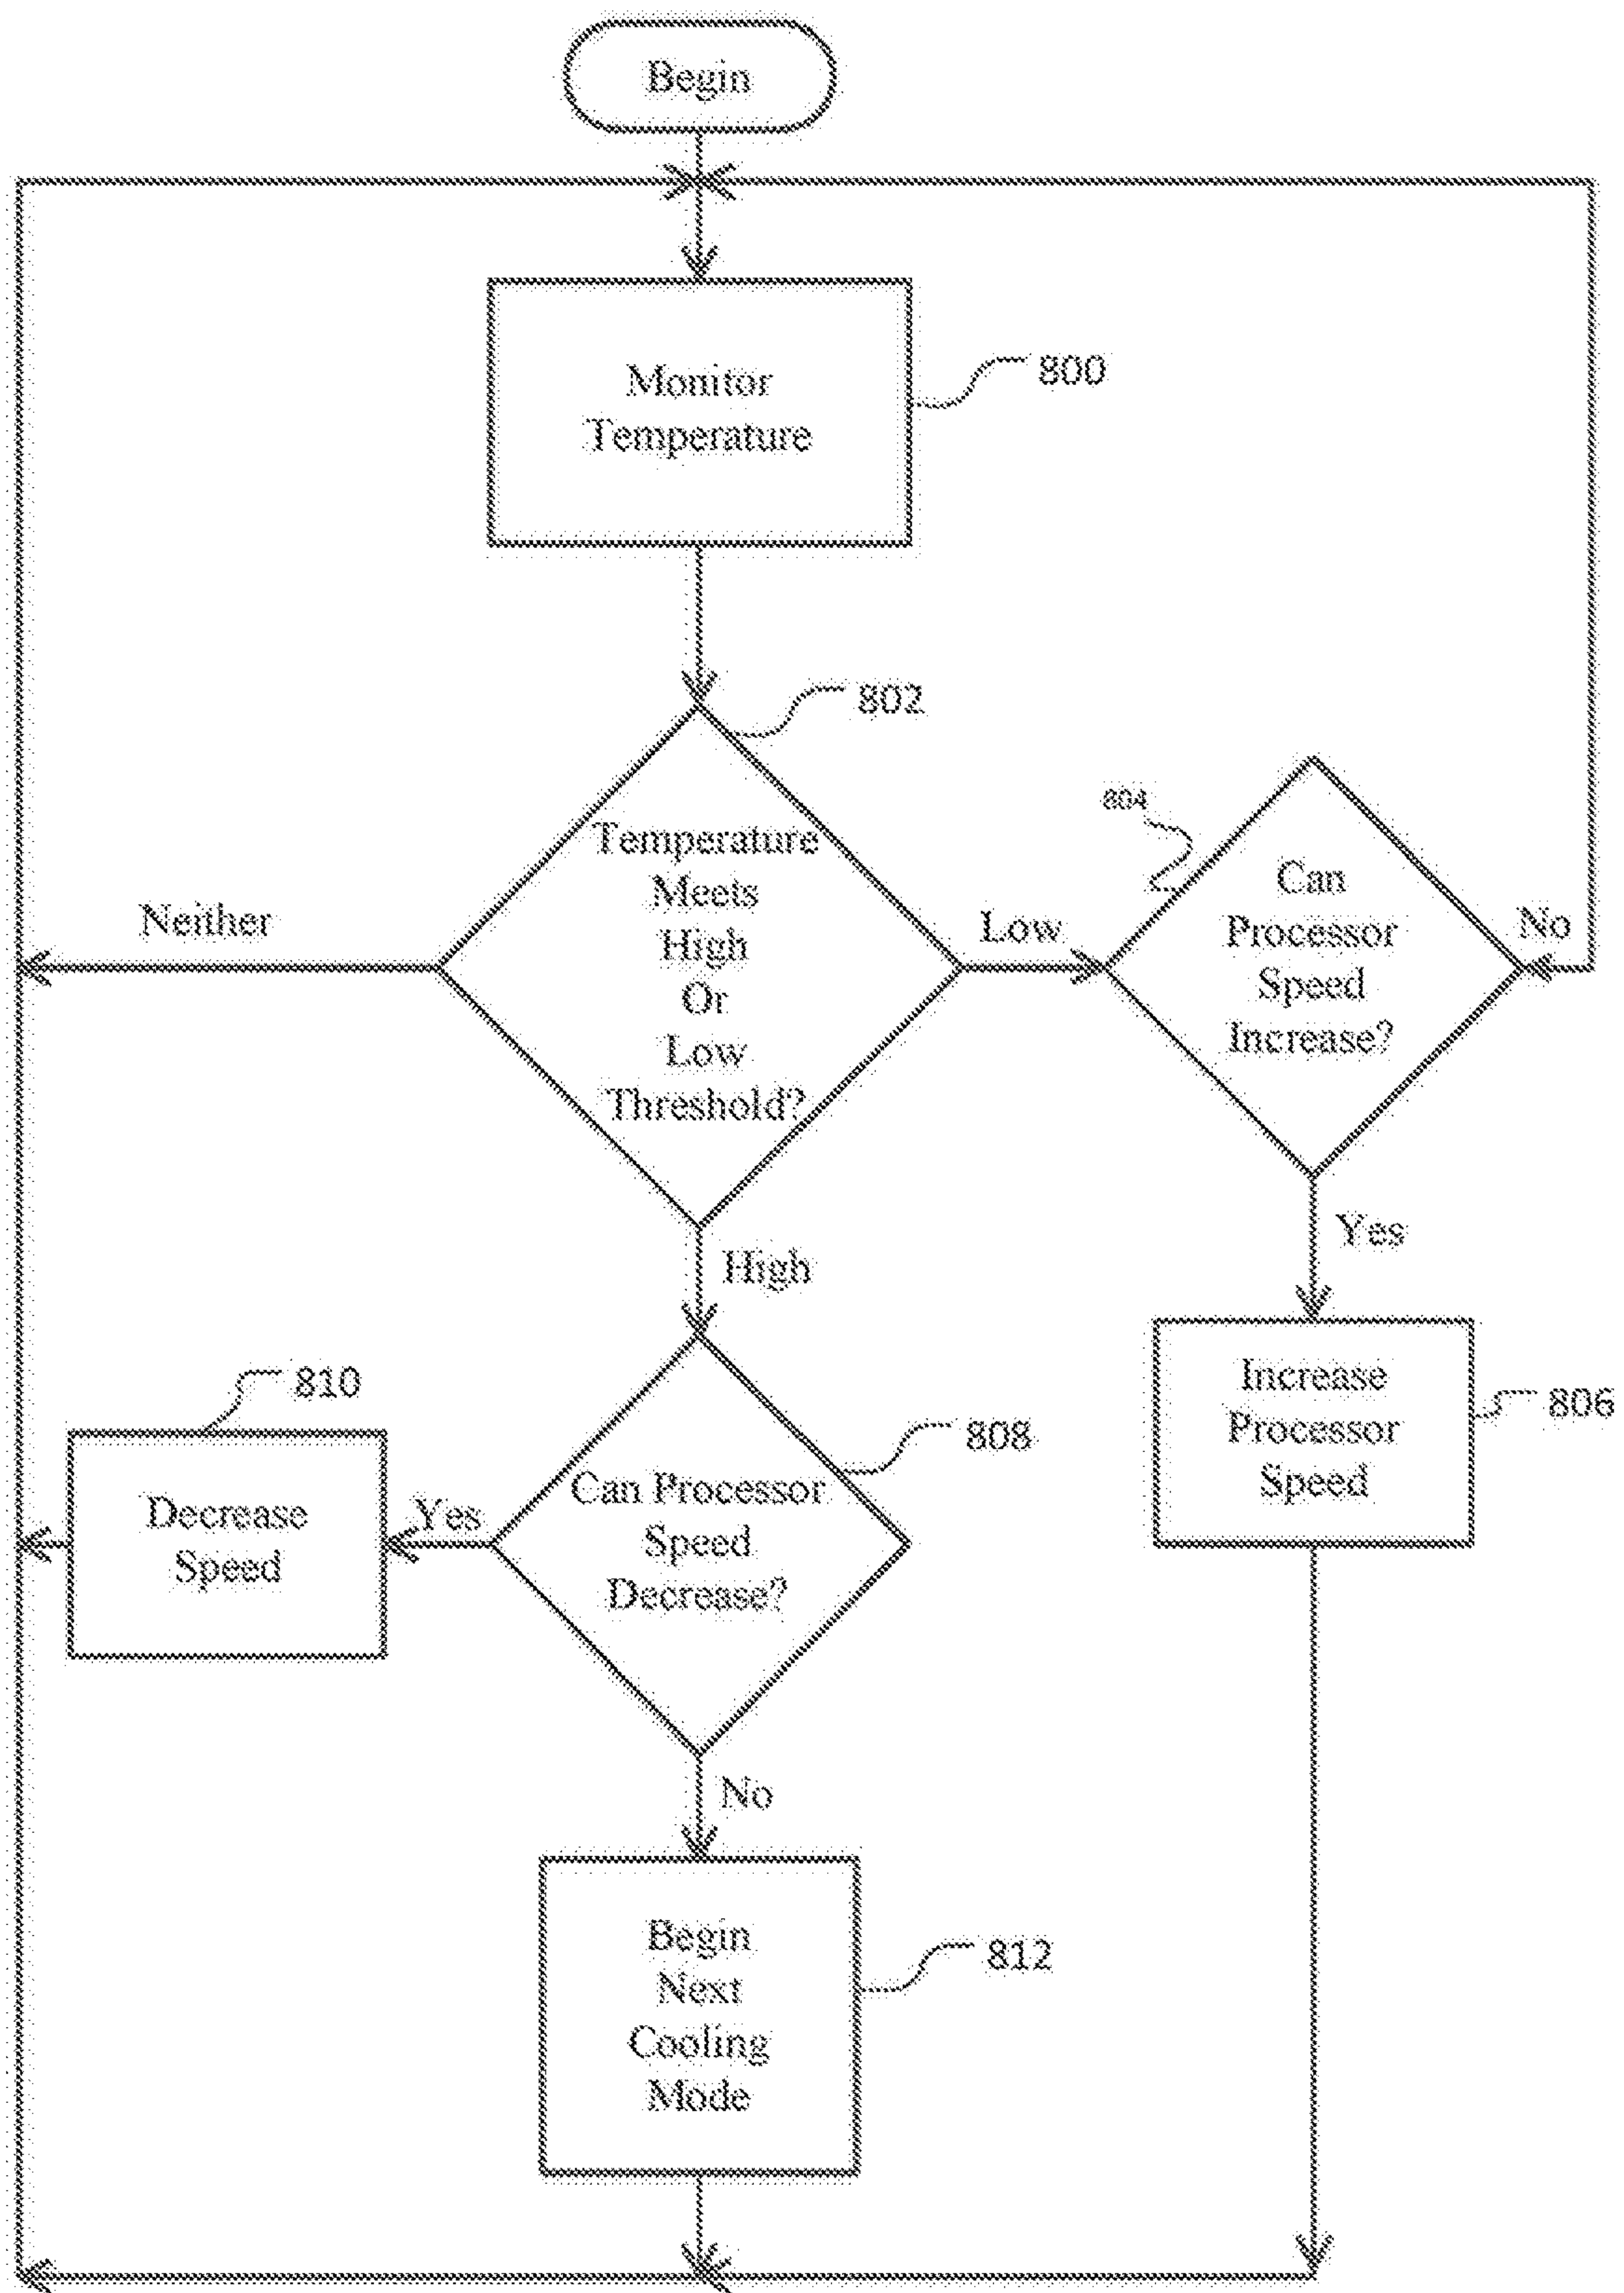 Begin
Monitor
Temperature
800
802
Temperature
Meets
High
Or
Low
Threshold?
Neither
Low
804
Can
Processor
Speed
Increase?
No
Yes
High
Increase
Processor
Speed
806
810
Decrease
Speed
Yes
808
Can Processor
Speed
Decrease?
No
Begin
Next
Cooling
Mode
812